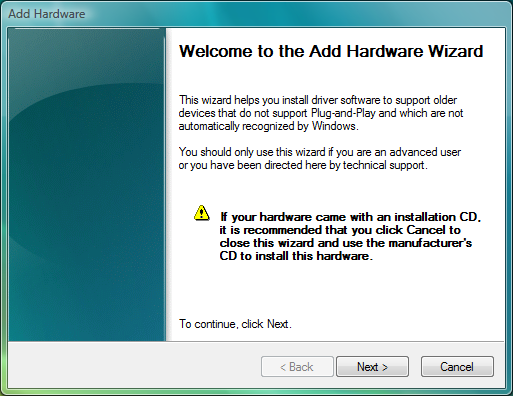 Add Hardware
Welcome to the Add Hardware Wizard
This wizard helps you install driver software to support older
devices that do not support Plug-and-Play and which are not
automatically recognized by Windows.
You should only use this wizard if you are an advanced user
or you have been directed here by technical support.
If your hardware came with an installation CD,
it is recommended that you click Cancel to
close this wizard and use the manufacturer's
CD to install this hardware.
To continue, click Next.
< Back
Next >
Cancel